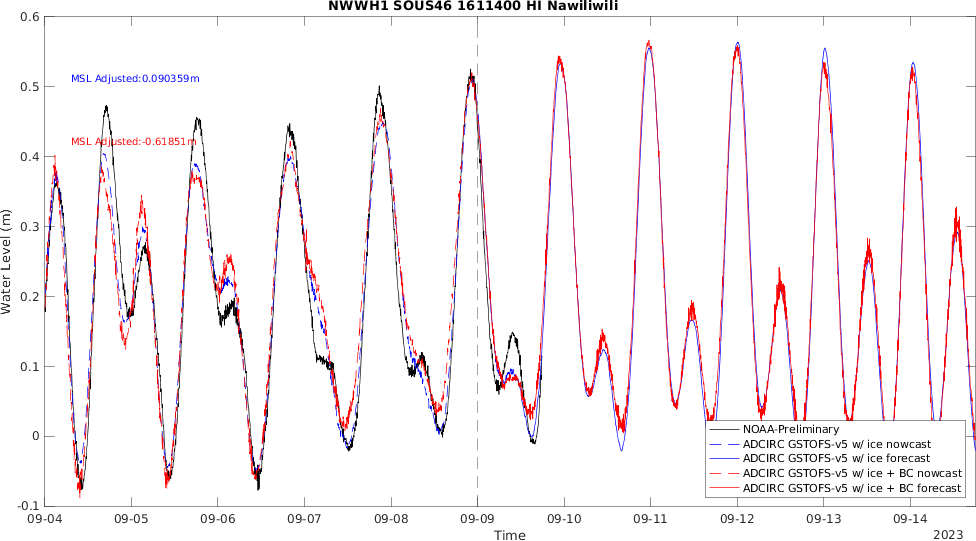 NWWH1 SOUS46 1611400 HI Nawiliwili
0.6
0.5
0.4
0.3
0.2
0.1
0
-0.1
Water Level (m)
MSL Adjusted:0.090359m
MSL Adjusted:-0.61851m
NOAA-Preliminary
ADCIRC GSTOFS-v5 w/ ice nowcast
ADCIRC GSTOFS-v5 w/ ice forecast
ADCIRC GSTOFS-v5 w/ ice + BC nowcast
ADCIRC GSTOFS-v5 w/ ice + BC forecast
09-04 09-05 09-06 09-07 09-08 09-09 09-10 09-11 09-12 09-13 09-14
Time
2023